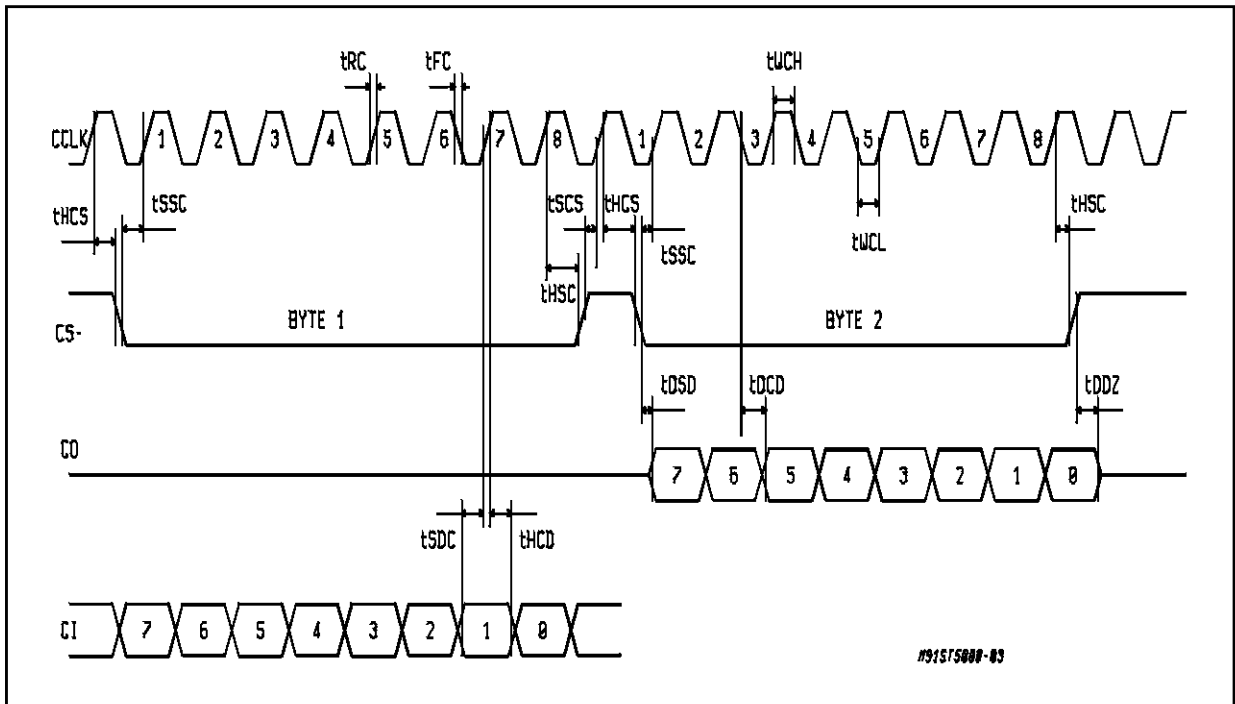 tRC tFC tWCH
CCLK 1 2 3 4 5 6 7 8 1 2 3 4 5 6 7 8
tHCS tSSC tSCS tHCS tSSC tWCL tHSC
tHSC
CS- BYTE 1 BYTE 2
tDSD tDCD tDDZ
CO 7 6 5 4 3 2 1 0
tSDC tHCD
CI 7 6 5 4 3 2 1 0